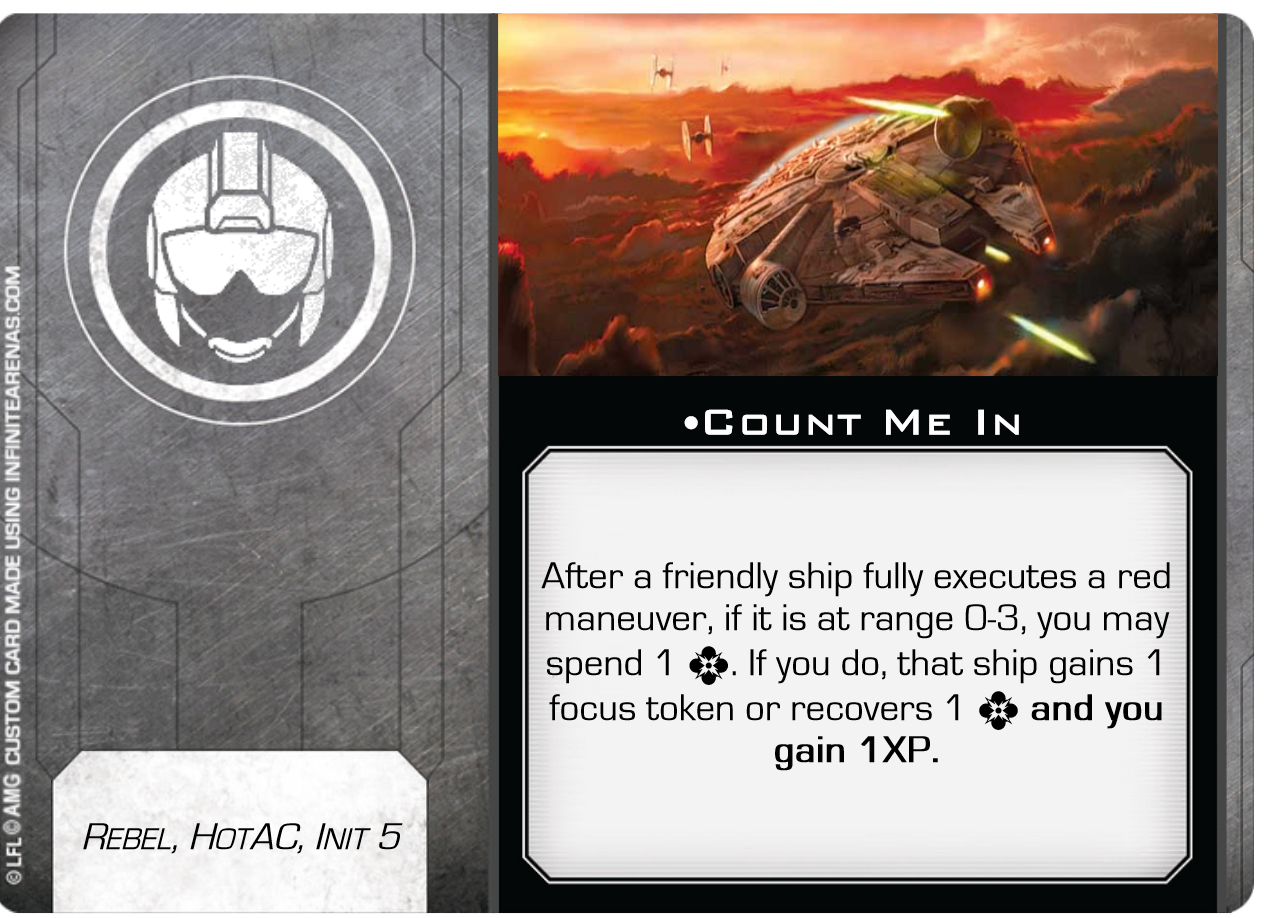 •Count Me In
After a friendly ship fully executes a red
maneuver, if it is at range 0-3, you may
spend 1 . If you do, that ship gains 1
focus token or recovers 1 and you
gain 1XP.
Rebel, HotAC, Init 5
©LFL ©AMG CUSTOM CARD MADE USING INFINITEARENAS.COM